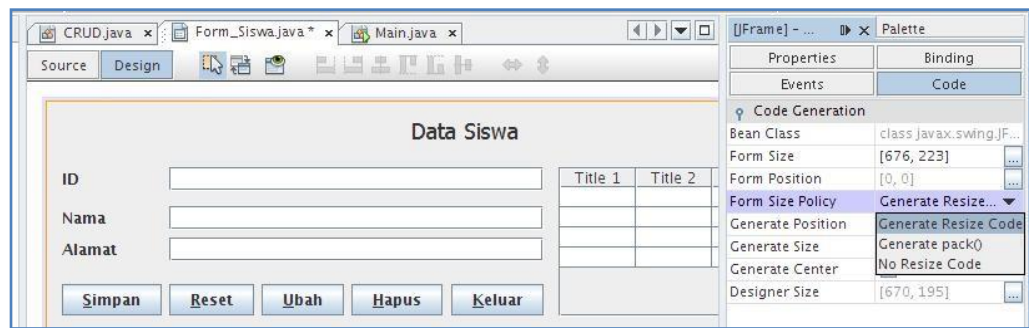 CRUD.java x Form_Siswa.java* x Main.java x
Source Design
Data Siswa
ID
Nama
Alamat
Title 1 Title 2
Simpan Reset Ubah Hapus Keluar
[JFrame] - ... x Palette
Properties Binding
Events Code
Code Generation
Bean Class class javax.swing.JF...
Form Size [676, 223] ...
Form Position [0, 0] ...
Form Size Policy Generate Resize...
Generate Position Generate Resize Code
Generate Size Generate pack()
Generate Center No Resize Code
Designer Size [670, 195] ...